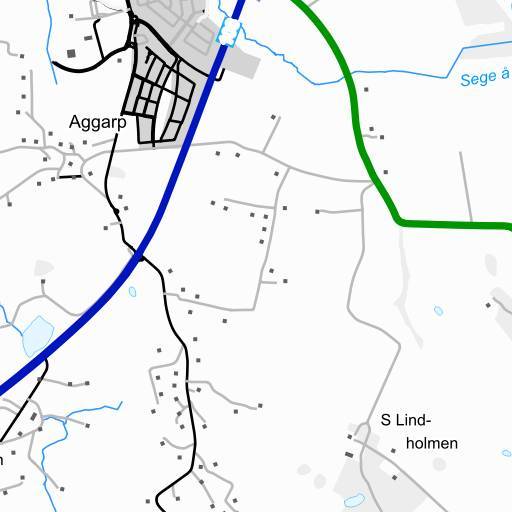 Sege å
Aggarp
S Lind-
holmen
n